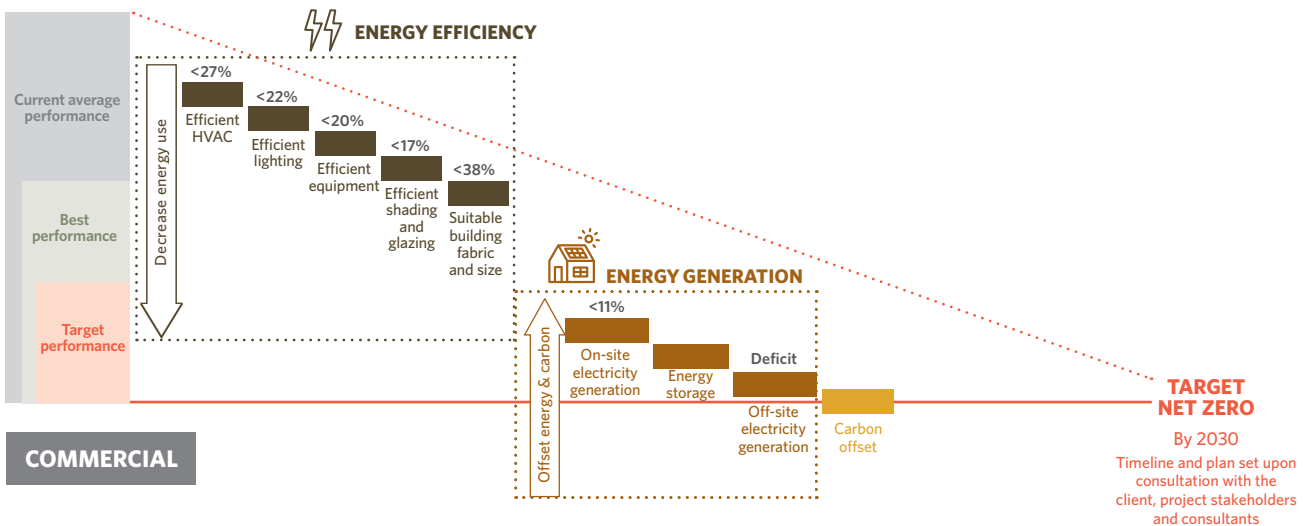 ENERGY EFFICIENCY
Current average
performance
Best
performance
Target
performance
Decrease energy use
<27%
Efficient
HVAC
<22%
Efficient
lighting
<20%
Efficient
equipment
<17%
Efficient
shading
and
glazing
<38%
Suitable
building
fabric
and size
ENERGY GENERATION
Offset energy & carbon
<11%
On-site
electricity
generation
Energy
storage
Deficit
Off-site
electricity
generation
Carbon
offset
TARGET
NET ZERO
By 2030
Timeline and plan set upon
consultation with the
client, project stakeholders
and consultants
COMMERCIAL